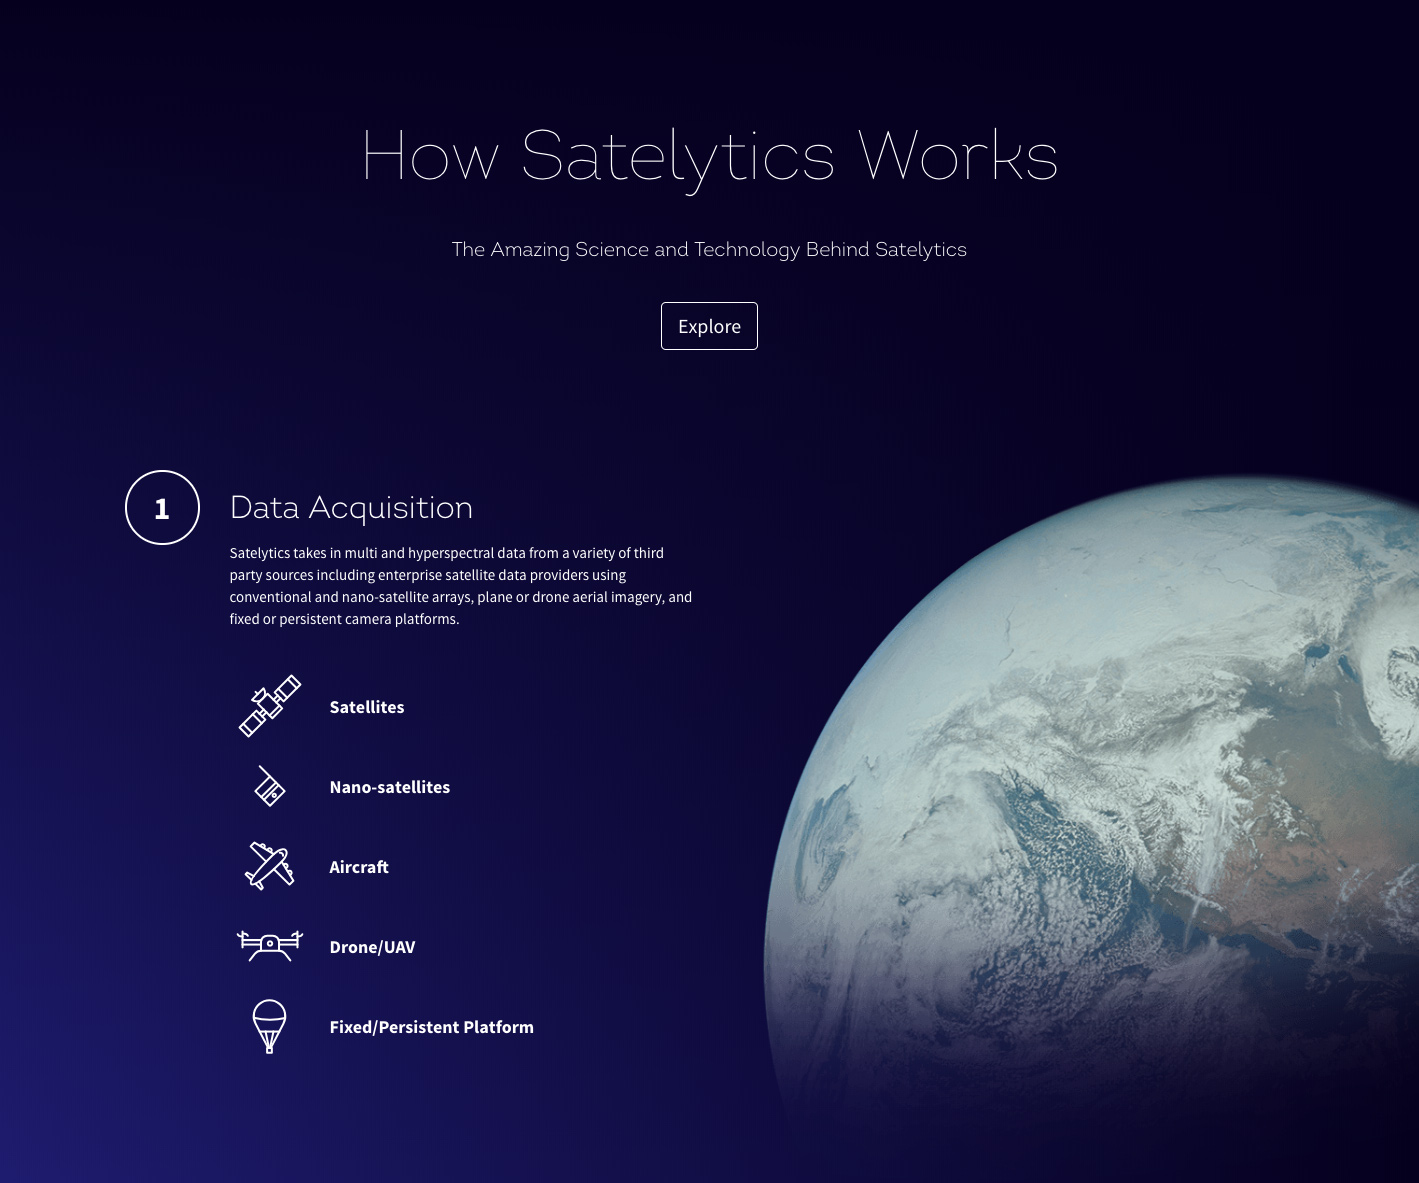 How Satelytics Works
The Amazing Science and Technology Behind Satelytics
Explore
1
Data Acquisition
Satelytics takes in multi and hyperspectral data from a variety of third
party sources including enterprise satellite data providers using
conventional and nano-satellite arrays, plane or drone aerial imagery, and
fixed or persistent camera platforms.
Satellites
Nano-satellites
Aircraft
Drone/UAV
Fixed/Persistent Platform